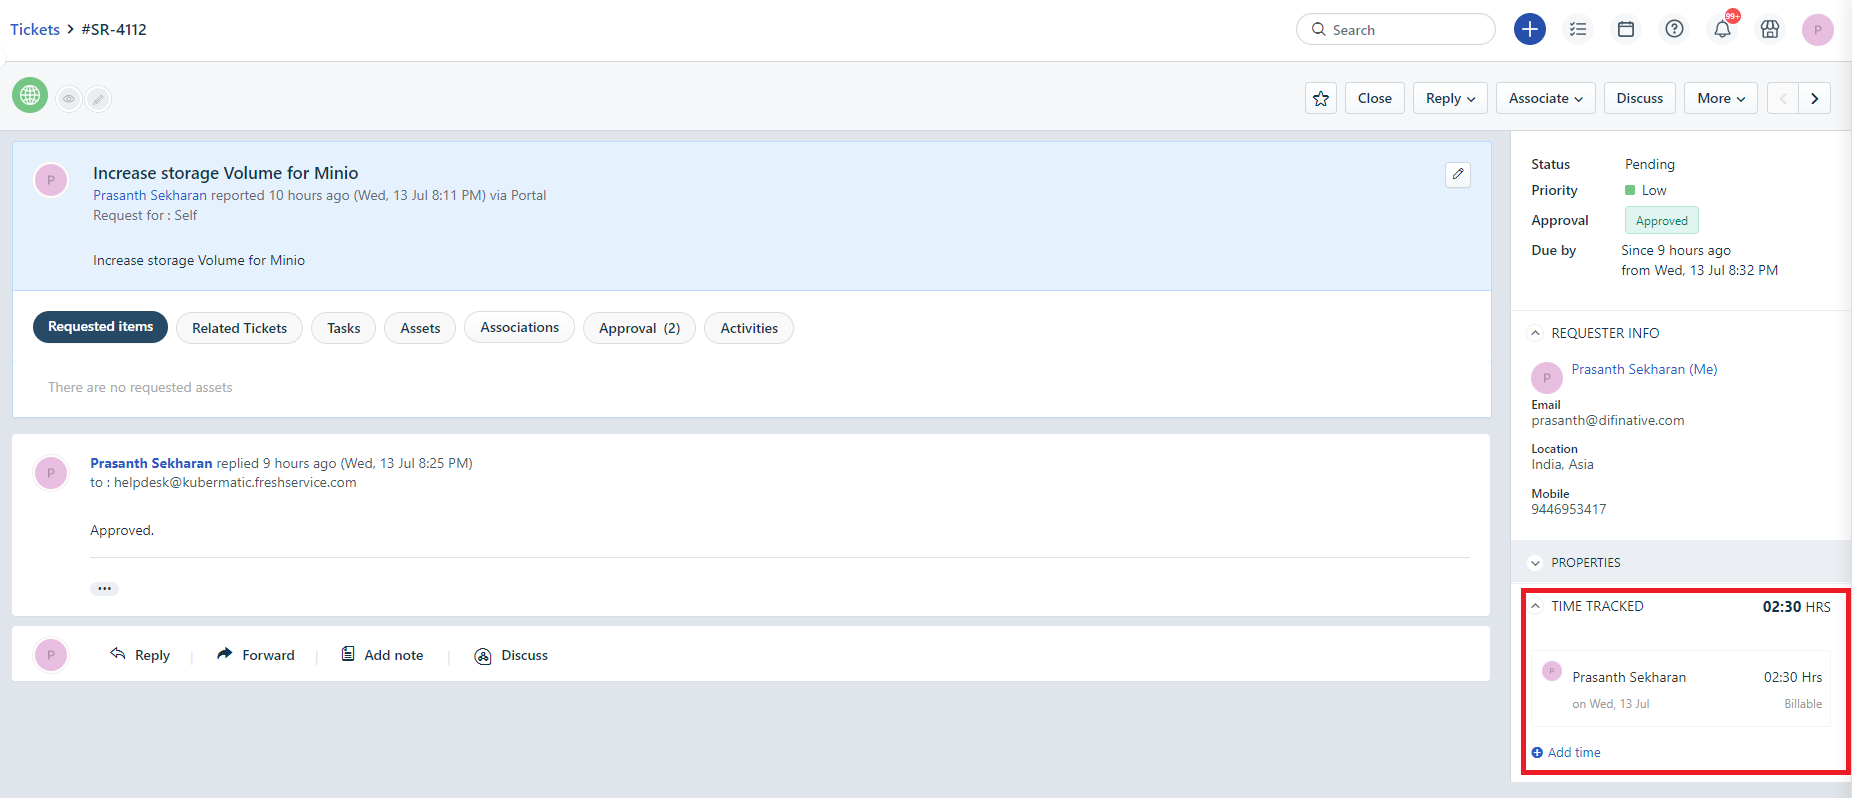 Tickets > #SR-4112
Search
99+
P
Close
Reply
Associate
Discuss
More
P
Increase storage Volume for Minio
Prasanth Sekharan reported 10 hours ago (Wed, 13 Jul 8:11 PM) via Portal
Request for : Self
Increase storage Volume for Minio
Requested items
Related Tickets
Tasks
Assets
Associations
Approval (2)
Activities
There are no requested assets
P
Prasanth Sekharan replied 9 hours ago (Wed, 13 Jul 8:25 PM)
to : helpdesk@kubermatic.freshservice.com
Approved.
•••
P
Reply
Forward
Add note
Discuss
Status Pending
Priority Low
Approval Approved
Due by Since 9 hours ago
from Wed, 13 Jul 8:32 PM
REQUESTER INFO
P
Prasanth Sekharan (Me)
Email
prasanth@difinative.com
Location
India, Asia
Mobile
9446953417
PROPERTIES
TIME TRACKED 02:30 HRS
P
Prasanth Sekharan 02:30 Hrs
on Wed, 13 Jul Billable
Add time